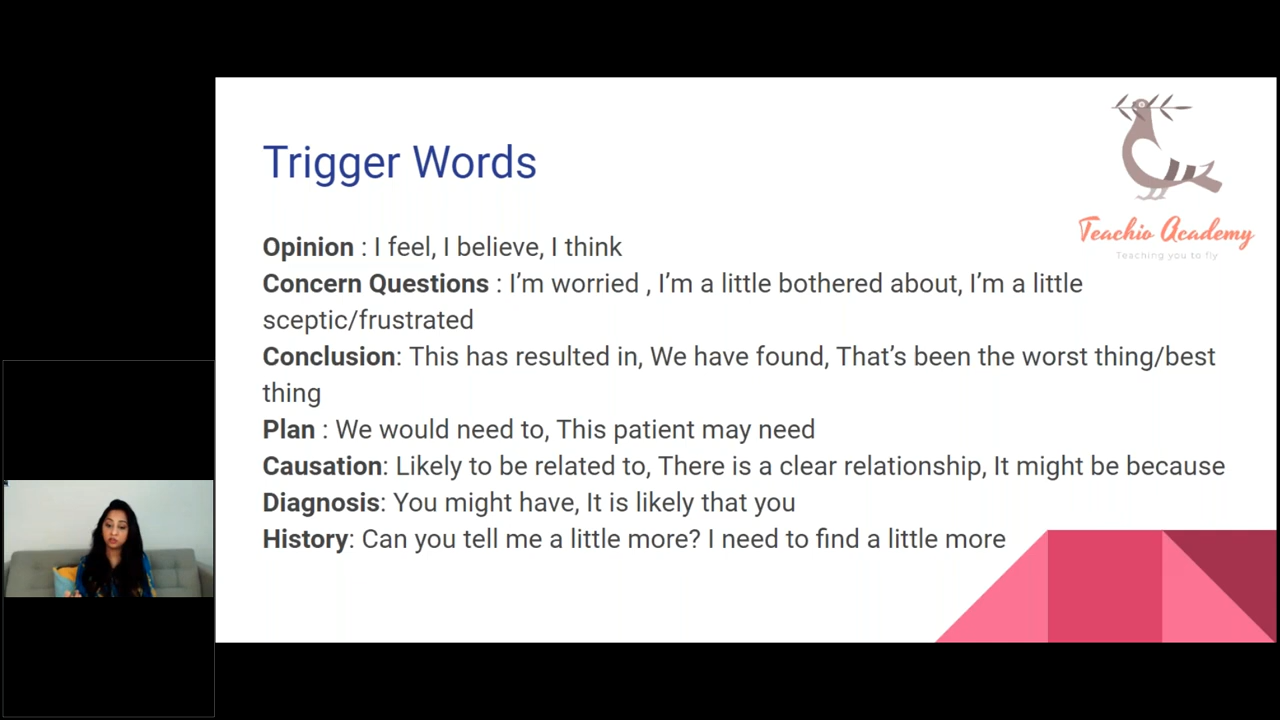 Trigger Words
Opinion : I feel, I believe, I think
Concern Questions : I’m worried , I’m a little bothered about, I’m a little
sceptic/frustrated
Conclusion: This has resulted in, We have found, That’s been the worst thing/best
thing
Plan : We would need to, This patient may need
Causation: Likely to be related to, There is a clear relationship, It might be because
Diagnosis: You might have, It is likely that you
History: Can you tell me a little more? I need to find a little more
Teachio Academy
Teaching you to fly